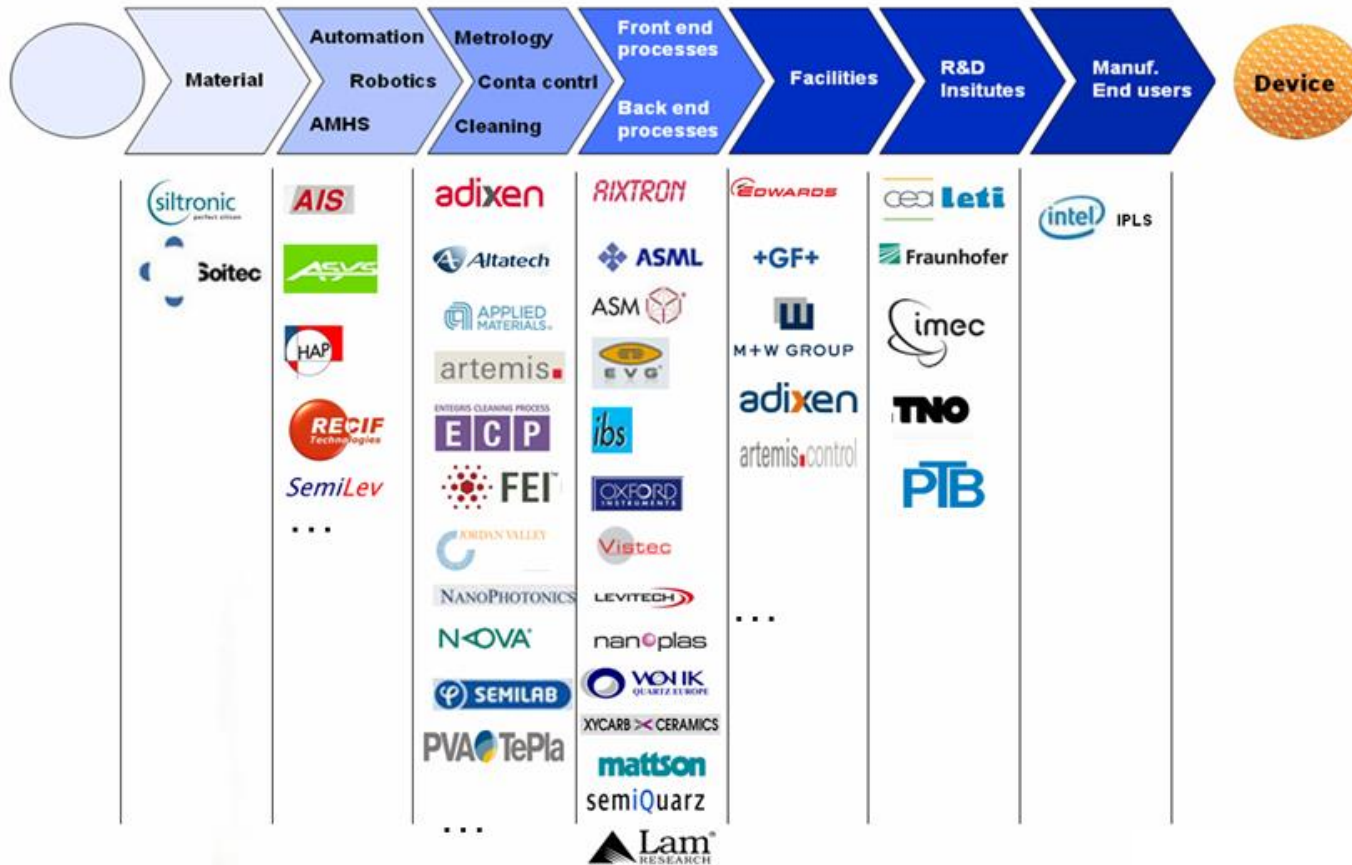 Material
Automation
Robotics
AMHS
Metrology
Conta contrl
Cleaning
Front end
processes
Back end
processes
Facilities
R&D
Insitutes
Manuf.
End users
Device
siltronic
perfect silicon
Soitec
AIS
ASYS
HAP
RECIF
Technologies
SemiLev
...
adixen
Altatech
APPLIED
MATERIALS®
artemis
ENTEGRIS CLEANING PROCESS
ECP
FEI™
JORDAN VALLEY
NANOPHOTONICS
NOVA®
SEMILAB
PVA TePla
...
AIXTRON
ASML
ASM®
EVG®
ibs
OXFORD
INSTRUMENTS
Vistec
LEVITECH
nanoplas
WONIK
QUARTZ EUROPE
XYCARB CERAMICS
mattson
semiQuarz
Lam®
RESEARCH
EDWARDS
+GF+
M+W GROUP
adixen
artemis control
...
cea leti
Fraunhofer
imec
TNO
PTB
intel IPLS